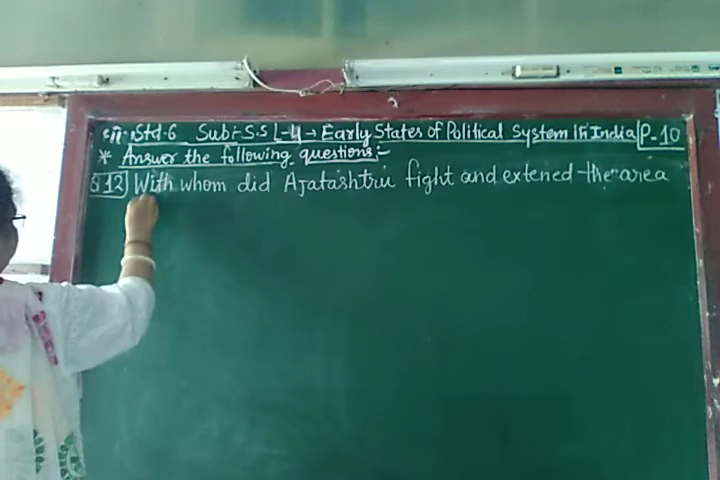 Std.6 Sub:-S.S L-4 → Early States of Political System in India P-10
* Answer the following questions:-
12 With whom did Ajatashtru fight and extened the area